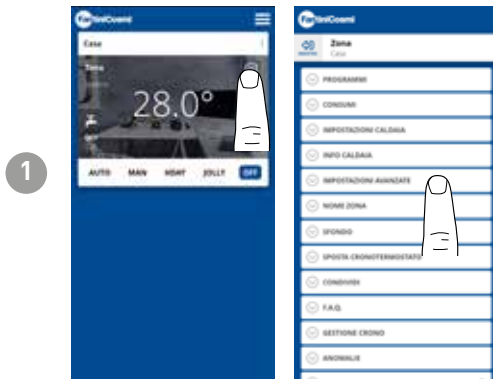 1
FantiniCosmi
Casa
Zona
28.0°
AUTO MAN HDAY JOLLY OFF
FantiniCosmi
Zona
Casa
PROGRAMMI
CONSUMI
IMPOSTAZIONI CALDAIA
INFO CALDAIA
IMPOSTAZIONI AVANZATE
NOME ZONA
SFONDO
SPOSTA CRONOTERMOSTATO
CONDIVIDI
F.A.Q.
GESTIONE CRONO
ANOMALIE